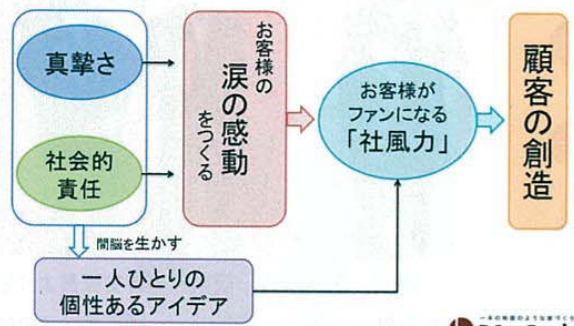 真摯さ
社会的
責任
お客様の
涙の感動
をつくる
お客様が
ファンになる
「社風力」
顧客の創造
間脳を生かす
一人ひとりの
個性あるアイデア